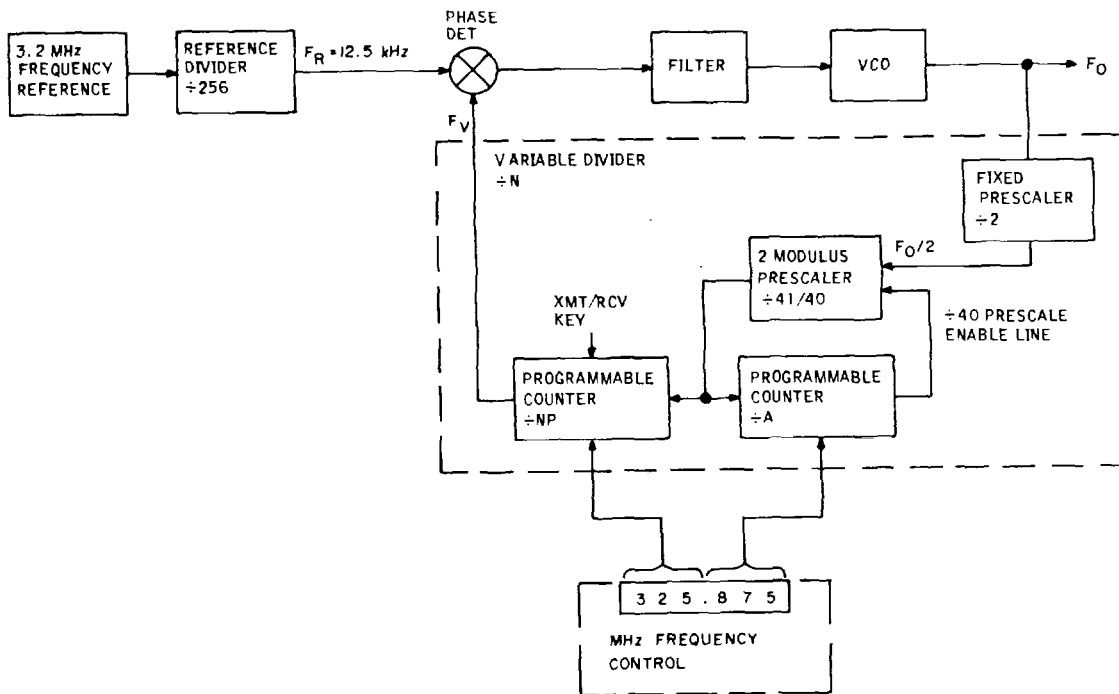 PHASE
DET
3.2 MHz
FREQUENCY
REFERENCE
REFERENCE
DIVIDER
÷256
F_R = 12.5 kHz
FILTER
VCO
F_O
F_V
VARIABLE DIVIDER
÷N
FIXED
PRESCALER
÷2
F_O/2
2 MODULUS
PRESCALER
÷41/40
÷40 PRESCALE
ENABLE LINE
XMT/RCV
KEY
PROGRAMMABLE
COUNTER
÷NP
PROGRAMMABLE
COUNTER
÷A
3 2 5 . 8 7 5
MHz FREQUENCY
CONTROL